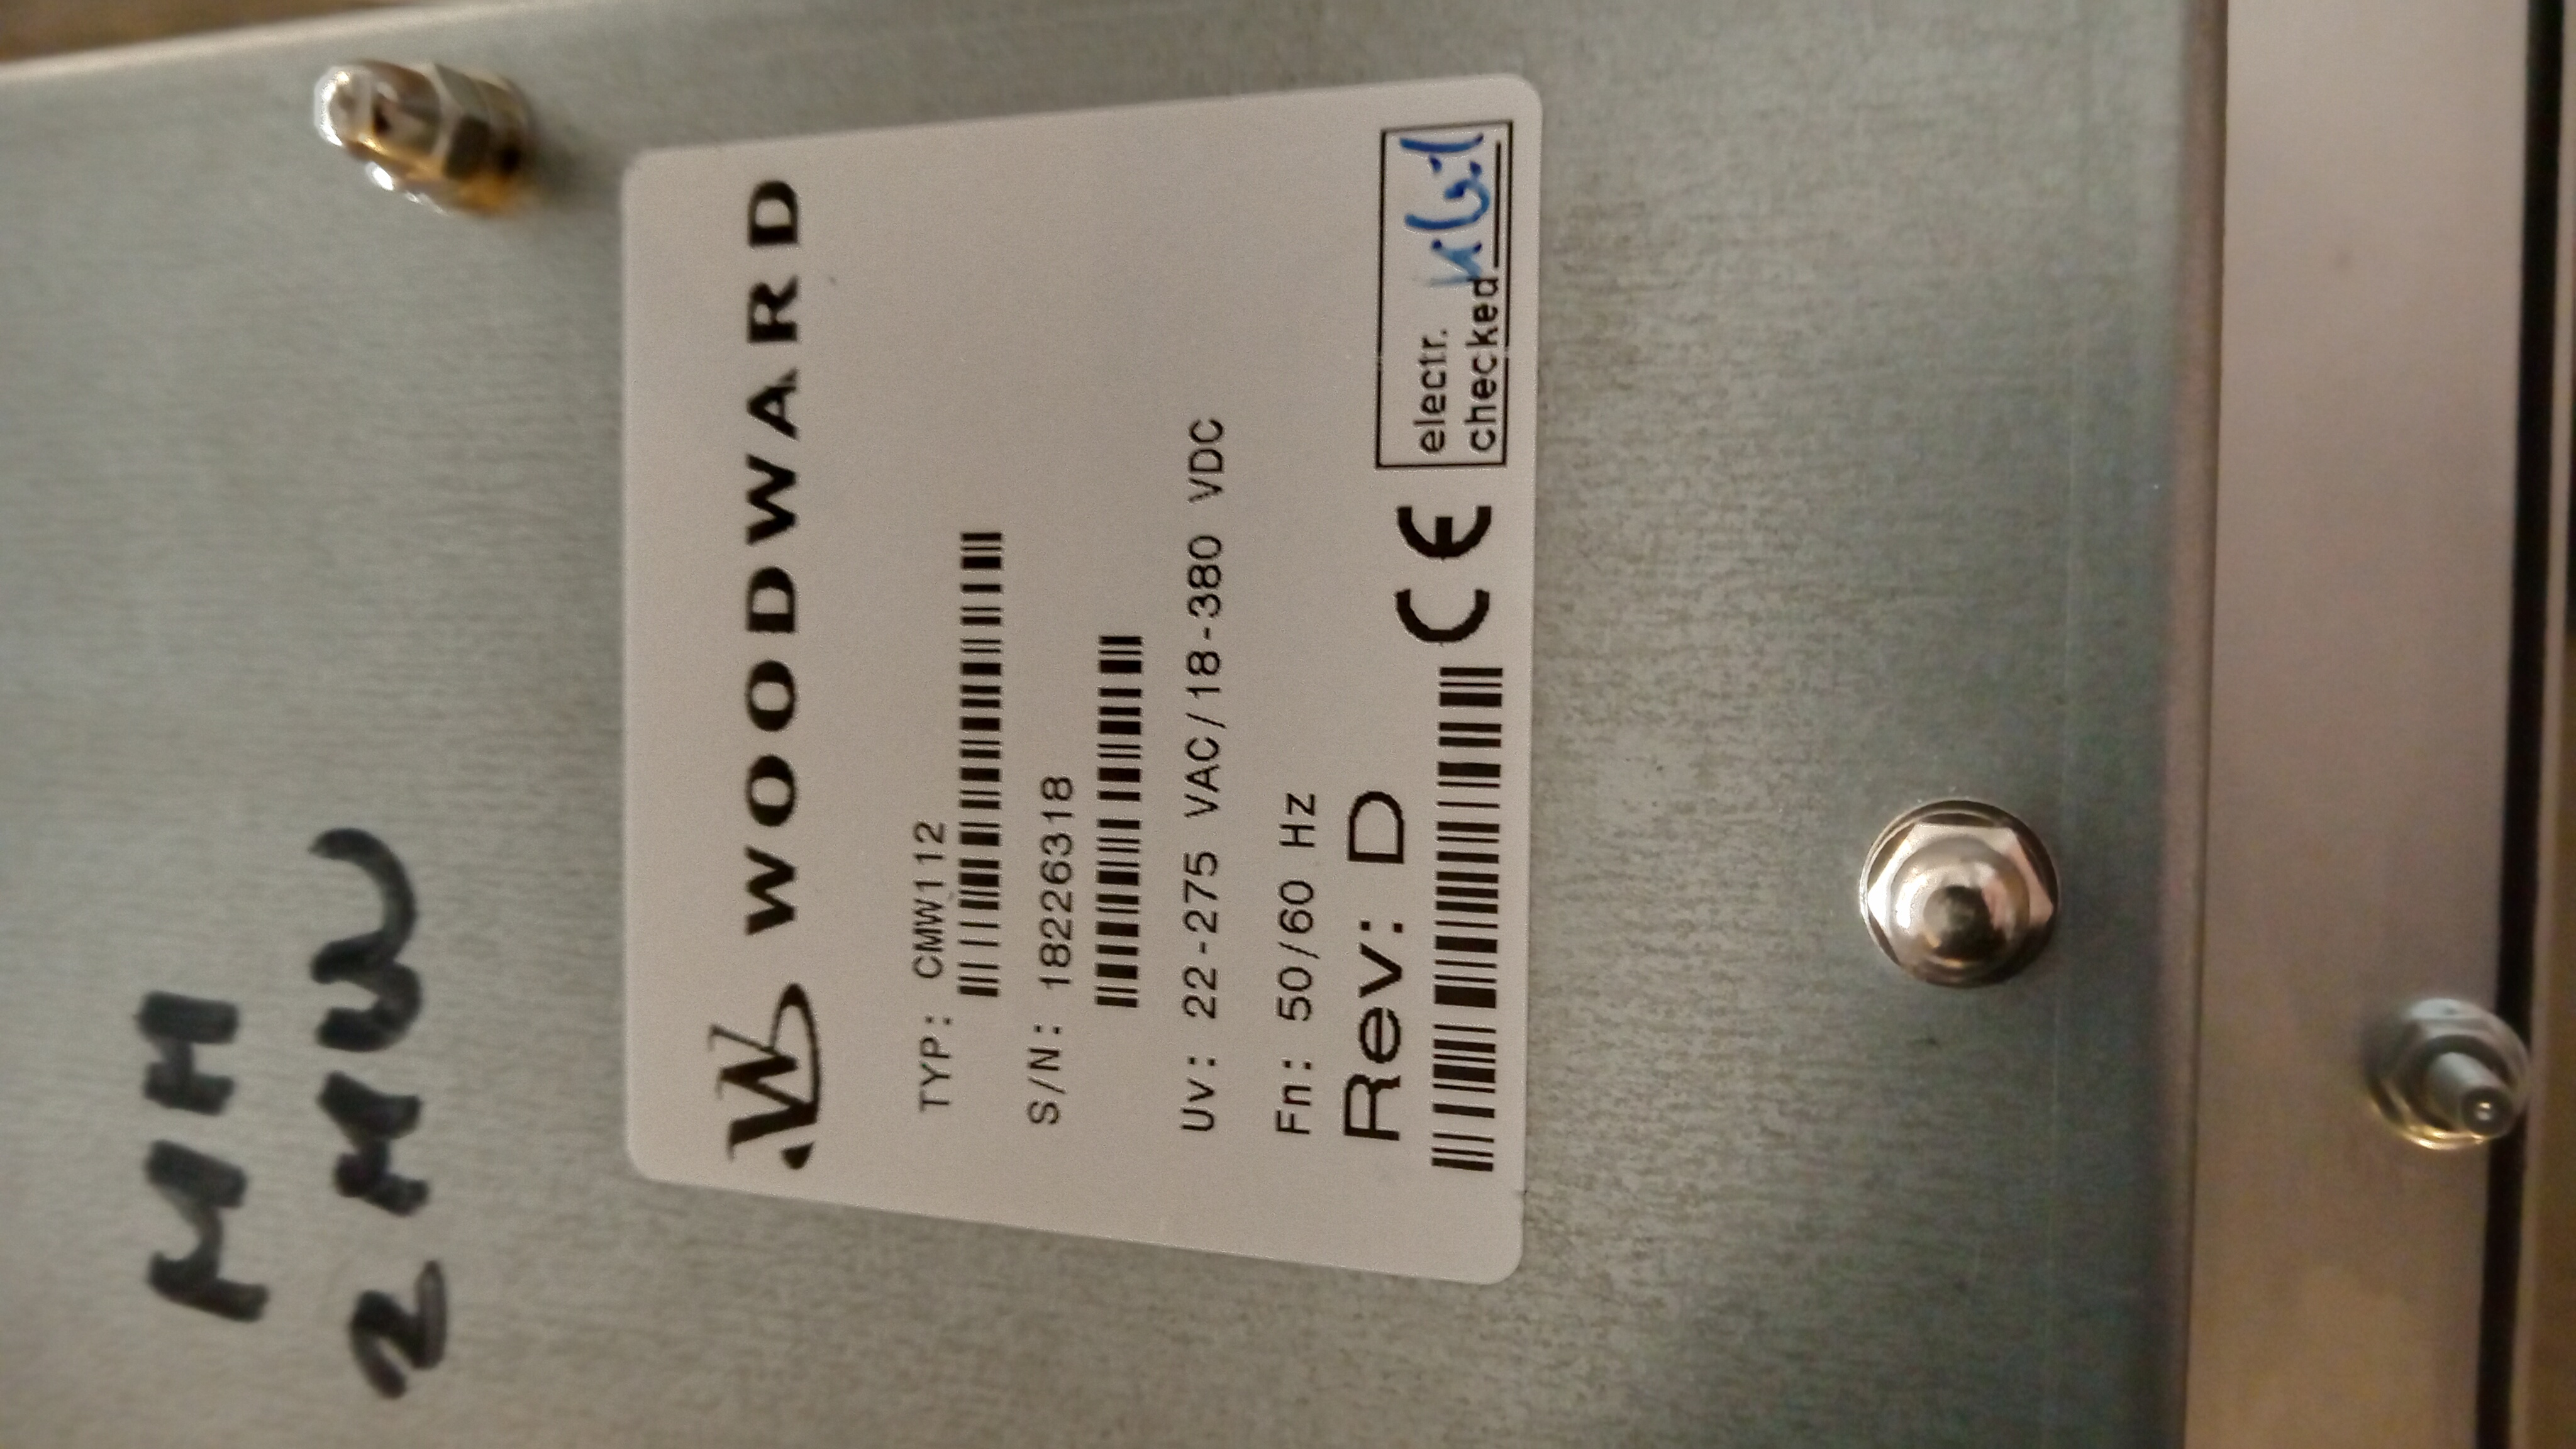 MH
2MW
WOODWARD
TYP: CMW112
S/N: 18226318
Uv: 22-275 VAC/18-380 VDC
Fn: 50/60 Hz
Rev: D
CE
electr.
checked